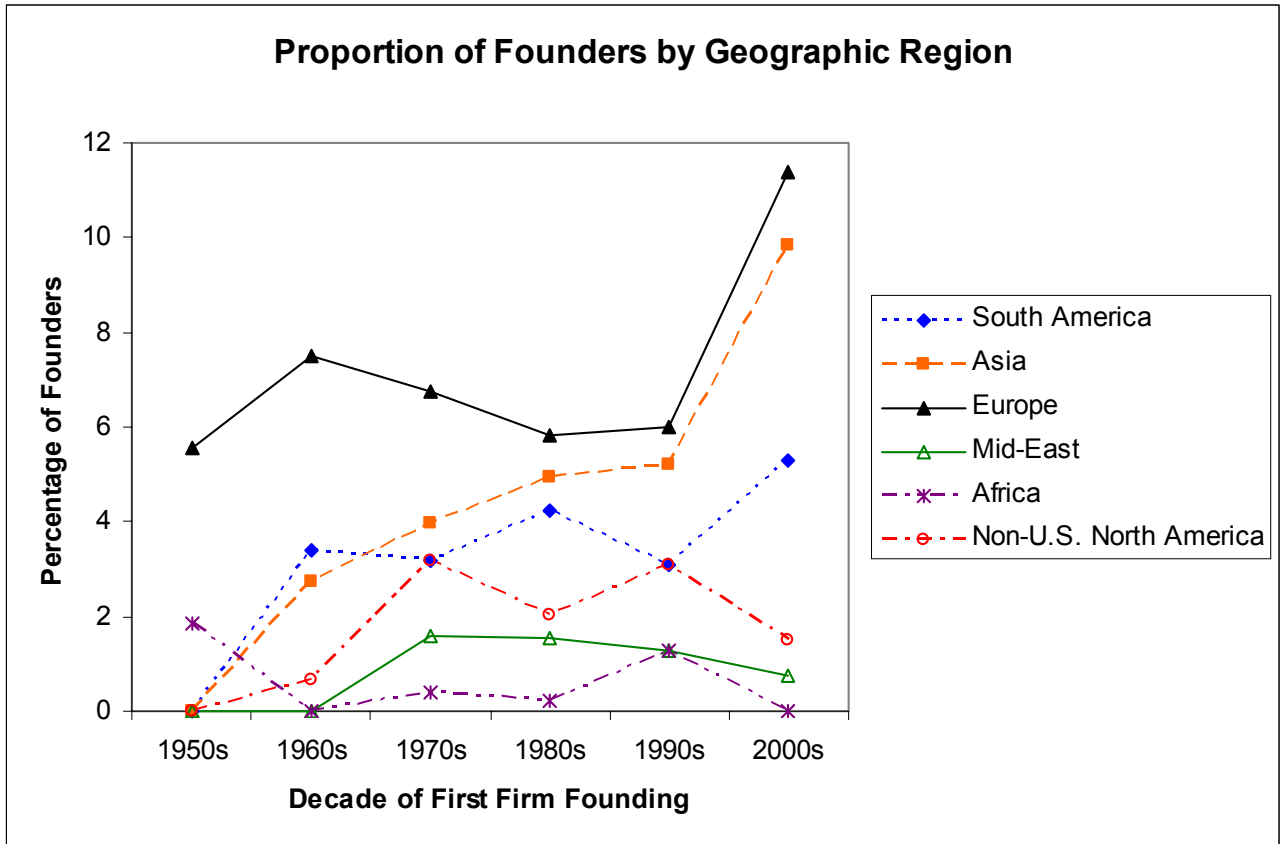 Proportion of Founders by Geographic Region
12
10
8
6
4
2
0
Percentage of Founders
1950s 1960s 1970s 1980s 1990s 2000s
Decade of First Firm Founding
South America
Asia
Europe
Mid-East
Africa
Non-U.S. North America